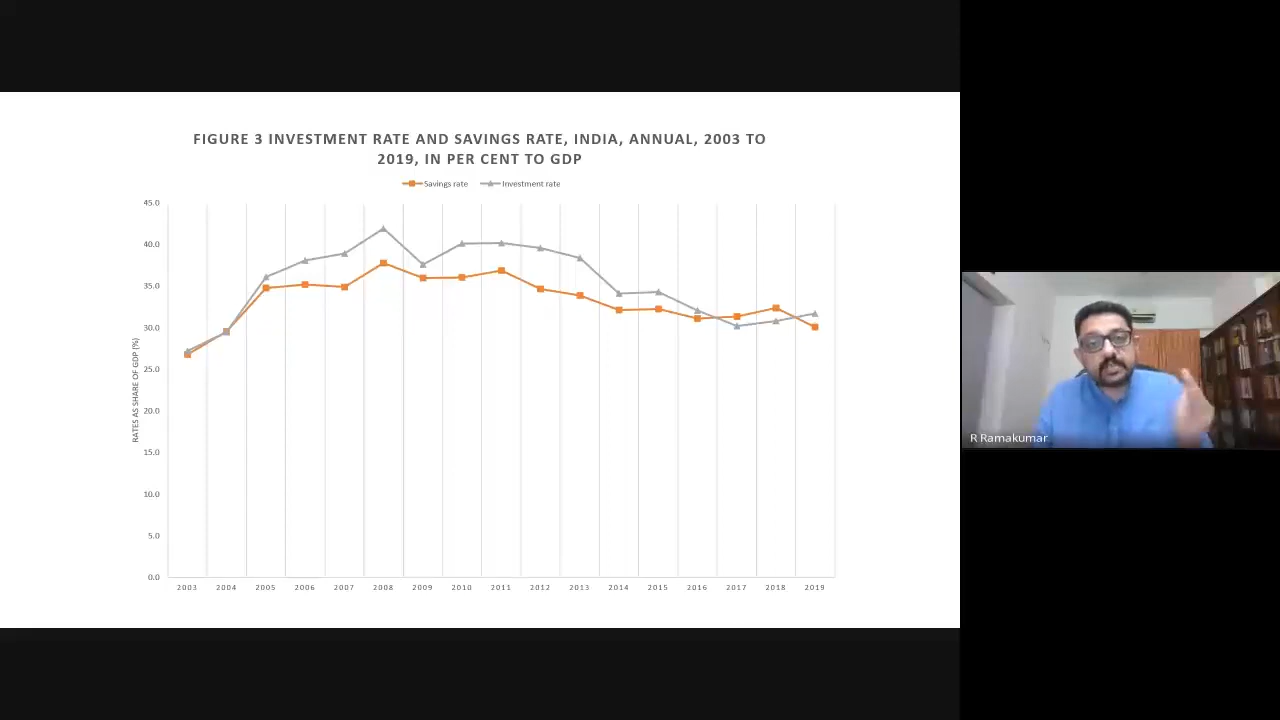 FIGURE 3 INVESTMENT RATE AND SAVINGS RATE, INDIA, ANNUAL, 2003 TO
2019, IN PER CENT TO GDP
Savings rate Investment rate
RATES AS SHARE OF GDP (%)
45.0
40.0
35.0
30.0
25.0
20.0
15.0
10.0
5.0
0.0
2003 2004 2005 2006 2007 2008 2009 2010 2011 2012 2013 2014 2015 2016 2017 2018 2019
R Ramakumar